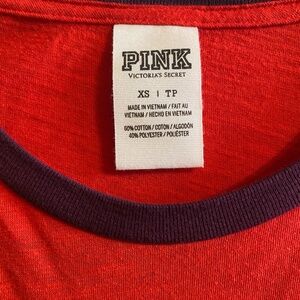 PINK
VICTORIA'S SECRET
XS | TP
MADE IN VIETNAM / FAIT AU
VIETNAM / HECHO EN VIETNAM
60% COTTON / COTON / ALGODÓN
40% POLYESTER / POLIÉSTER